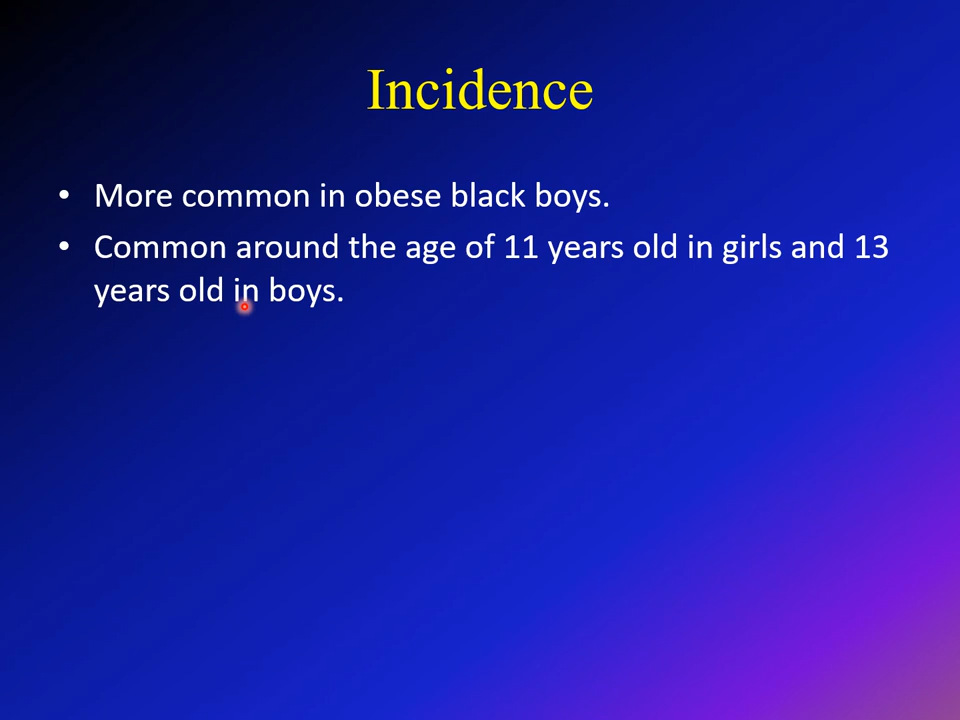 Incidence
• More common in obese black boys.
• Common around the age of 11 years old in girls and 13
years old in boys.